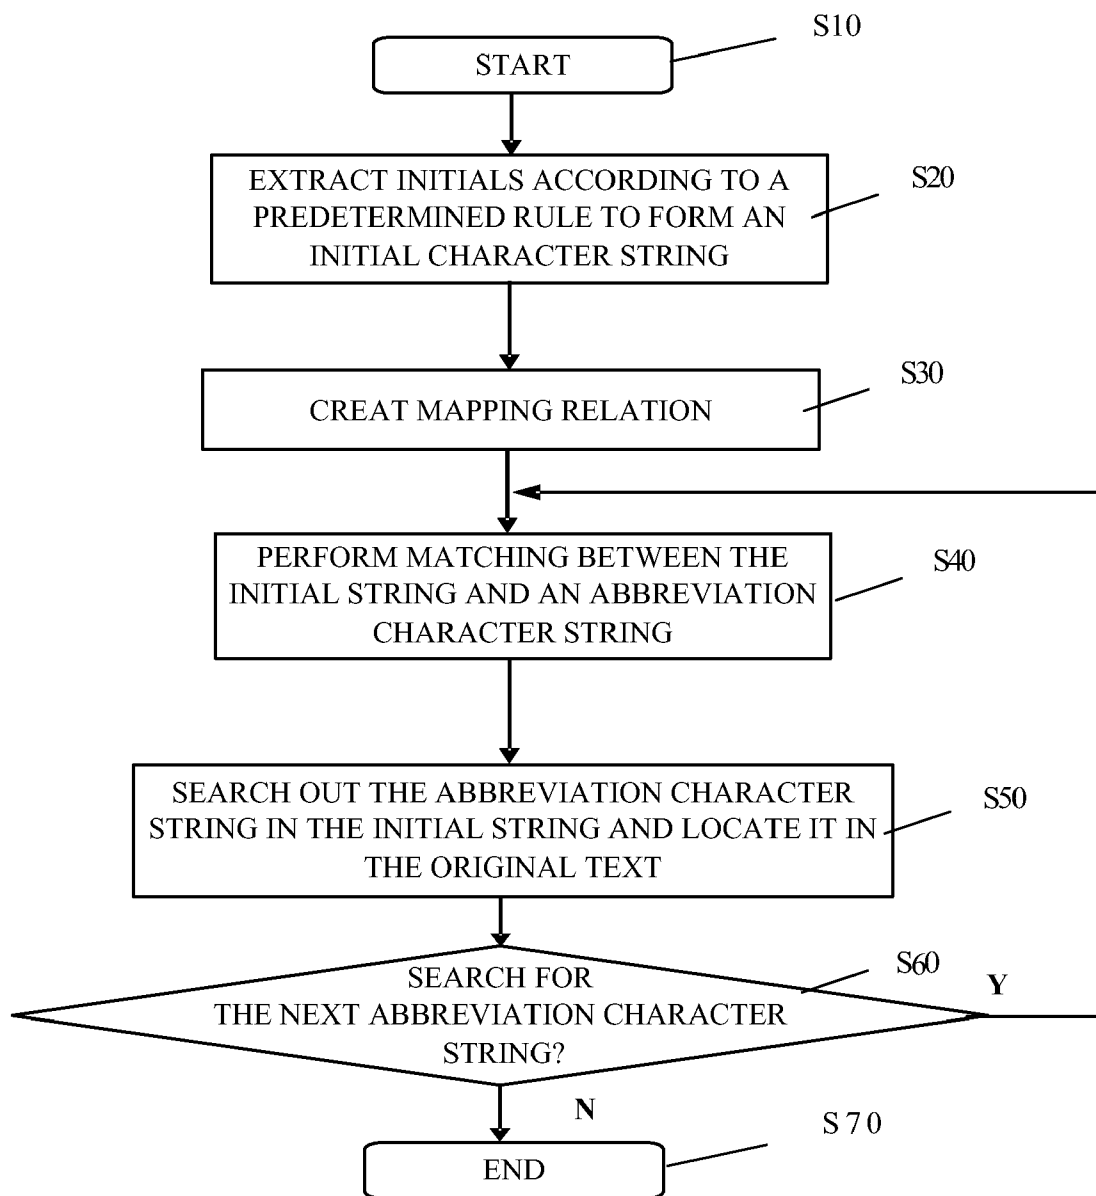 S10
START
EXTRACT INITIALS ACCORDING TO A
PREDETERMINED RULE TO FORM AN
INITIAL CHARACTER STRING
S20
S30
CREAT MAPPING RELATION
PERFORM MATCHING BETWEEN THE
INITIAL STRING AND AN ABBREVIATION
CHARACTER STRING
S40
SEARCH OUT THE ABBREVIATION CHARACTER
STRING IN THE INITIAL STRING AND LOCATE IT IN
THE ORIGINAL TEXT
S50
SEARCH FOR
THE NEXT ABBREVIATION CHARACTER
STRING?
S60
Y
N
S70
END